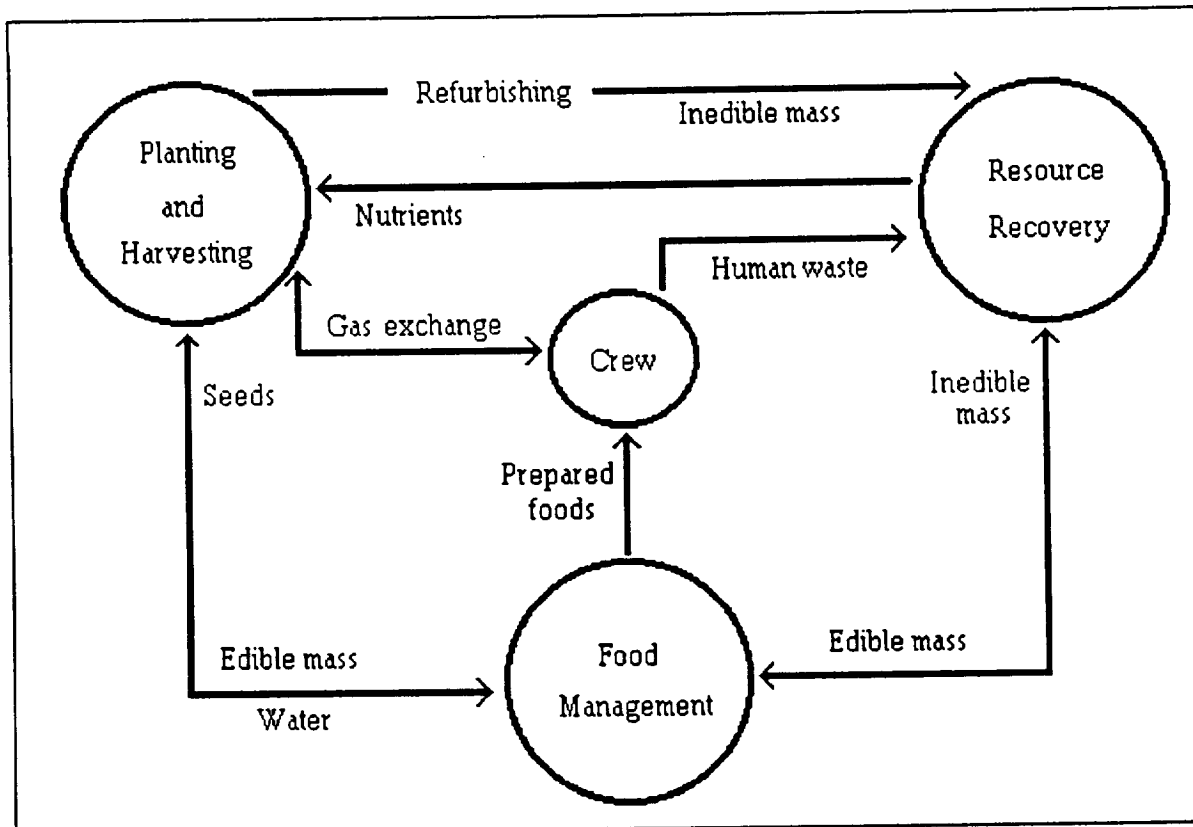 Refurbishing
Inedible mass
Planting
and
Harvesting
Resource
Recovery
Nutrients
Human waste
Gas exchange
Crew
Seeds
Inedible
mass
Prepared
foods
Edible mass
Water
Food
Management
Edible mass